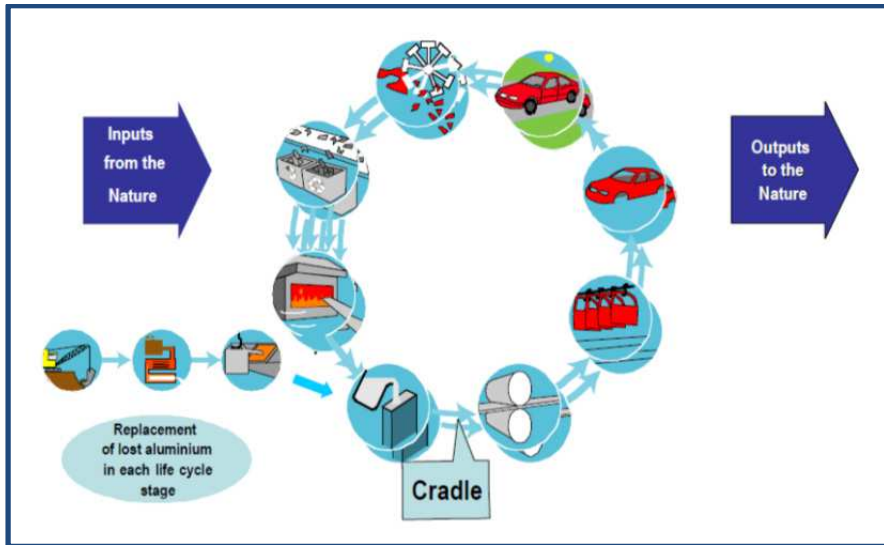 Inputs
from the
Nature
Outputs
to the
Nature
Replacement
of lost aluminium
in each life cycle
stage
Cradle